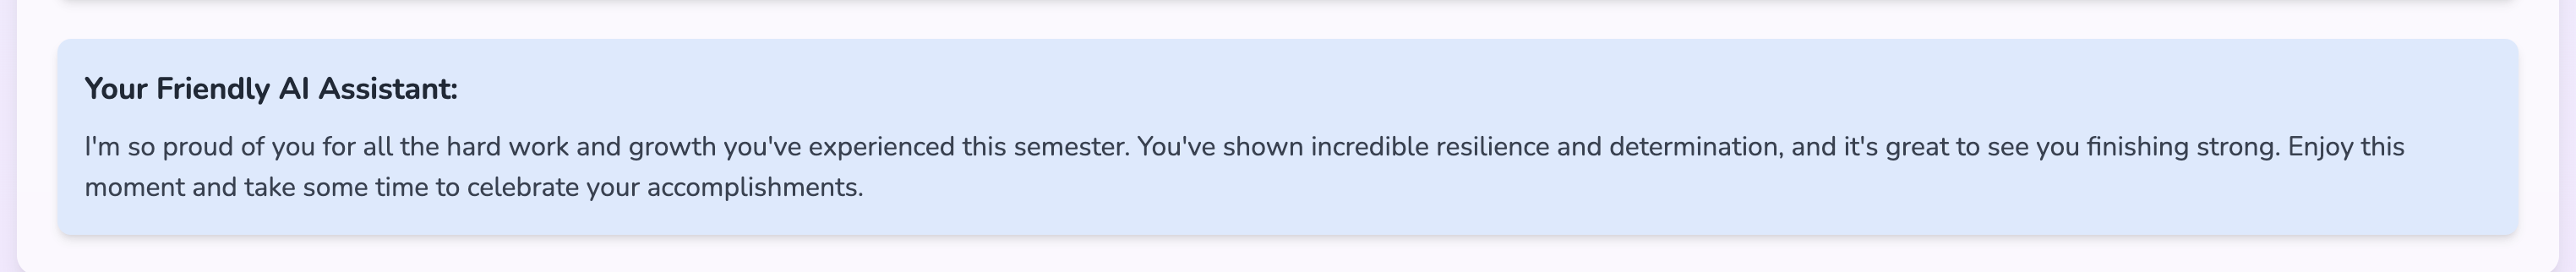 Your Friendly AI Assistant:
I'm so proud of you for all the hard work and growth you've experienced this semester. You've shown incredible resilience and determination, and it's great to see you finishing strong. Enjoy this
moment and take some time to celebrate your accomplishments.